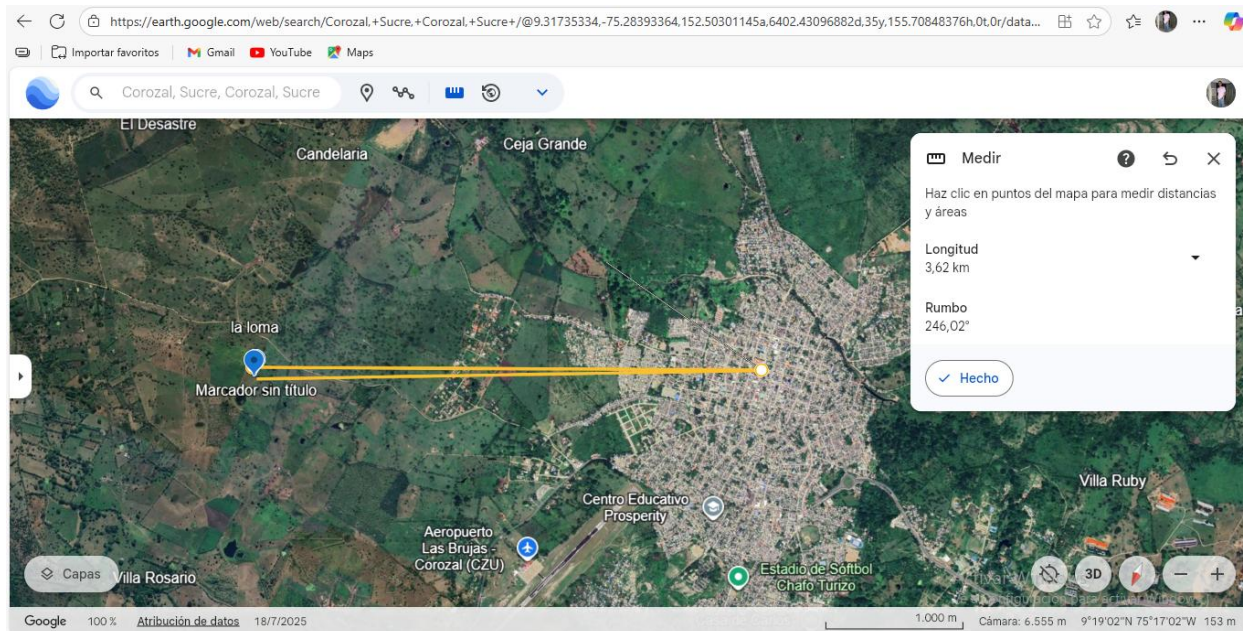 https://earth.google.com/web/search/Corozal,+Sucre,+Corozal,+Sucre+/@9.31735334,-75.28393364,152.50301145a,6402.43096882d,35y,155.70848376h,0t,0r/data...
Importar favoritos
Gmail
YouTube
Maps
Corozal, Sucre, Corozal, Sucre
El Desastre
Candelaria
Ceja Grande
la loma
Marcador sin título
Centro Educativo
Prosperity
Aeropuerto
Las Brujas -
Corozal (CZU)
Villa Rosario
Estadio de Sóftbol
Chafo Turizo
Villa Ruby
Medir
Haz clic en puntos del mapa para medir distancias
y áreas
Longitud
3,62 km
Rumbo
246,02°
Hecho
Capas
3D
Google 100 % Atribución de datos 18/7/2025
1.000 m Cámara: 6.555 m 9°19'02"N 75°17'02"W 153 m